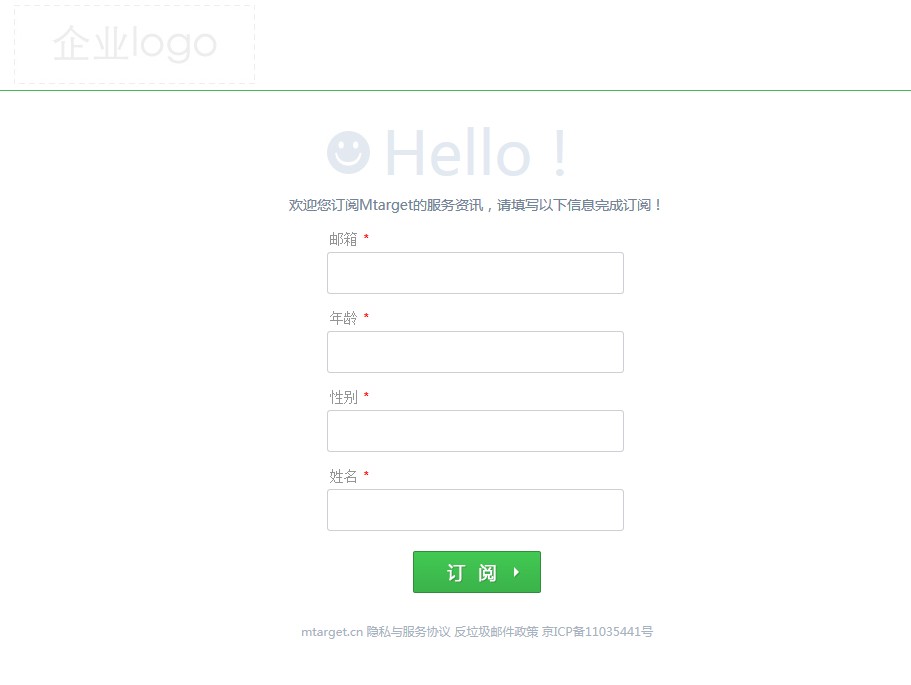 企业logo
Hello！
欢迎您订阅Mtarget的服务资讯，请填写以下信息完成订阅！
邮箱 *
年龄 *
性别 *
姓名 *
订 阅
mtarget.cn 隐私与服务协议 反垃圾邮件政策 京ICP备11035441号